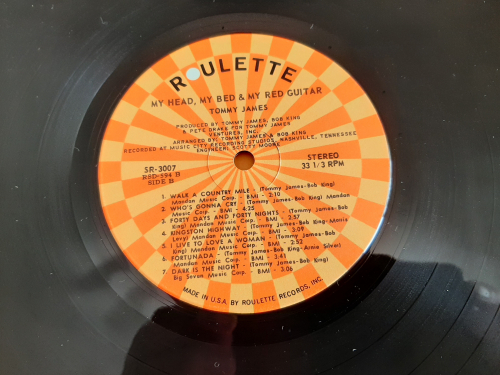 ROULETTE
MY HEAD, MY BED & MY RED GUITAR
TOMMY JAMES
PRODUCED BY TOMMY JAMES, BOB KING
& PETE DRAKE FOR TOMMY JAMES
VENTURES, INC.
ARRANGED BY: TOMMY JAMES & BOB KING
RECORDED AT MUSIC CITY RECORDING STUDIOS, NASHVILLE, TENNESSEE
ENGINEER: SCOTTY MOORE
SR-3007
RSD-594 B
SIDE B
STEREO
33 1/3 RPM
1. WALK A COUNTRY MILE - (Tommy James-Bob King)
Mandan Music Corp. - BMI - 2:10
2. WHO'S GONNA CRY - (Tommy James-Bob King) Mandan
Music Corp. - BMI - 4:25
3. FORTY DAYS AND FORTY NIGHTS - (Tommy James-Bob
King) Mandan Music Corp. - BMI - 2:57
4. KINGSTON HIGHWAY - (Tommy James-Bob King-Morris
Levy) Mandan Music Corp. - BMI - 3:09
5. I LIVE TO LOVE A WOMAN - (Tommy James-Bob
King) Mandan Music Corp. - BMI - 2:52
6. FORTUNADA - (Tommy James-Bob King-Arnie Silver)
Mandan Music Corp. - BMI - 3:41
7. DARK IS THE NIGHT - (Tommy James-Bob King)
Big Seven Music Corp. - BMI - 3:06
MADE IN U.S.A. BY ROULETTE RECORDS, INC